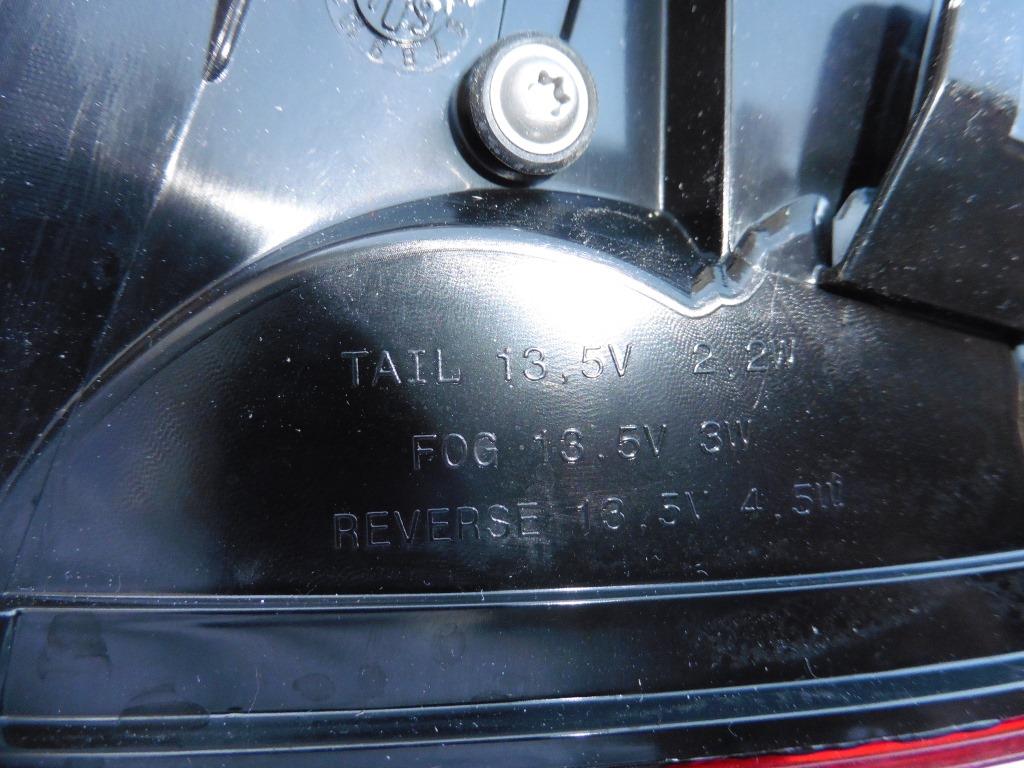 TAIL 13.5V 2.2W
FOG 13.5V 3W
REVERSE 13.5V 4.5W